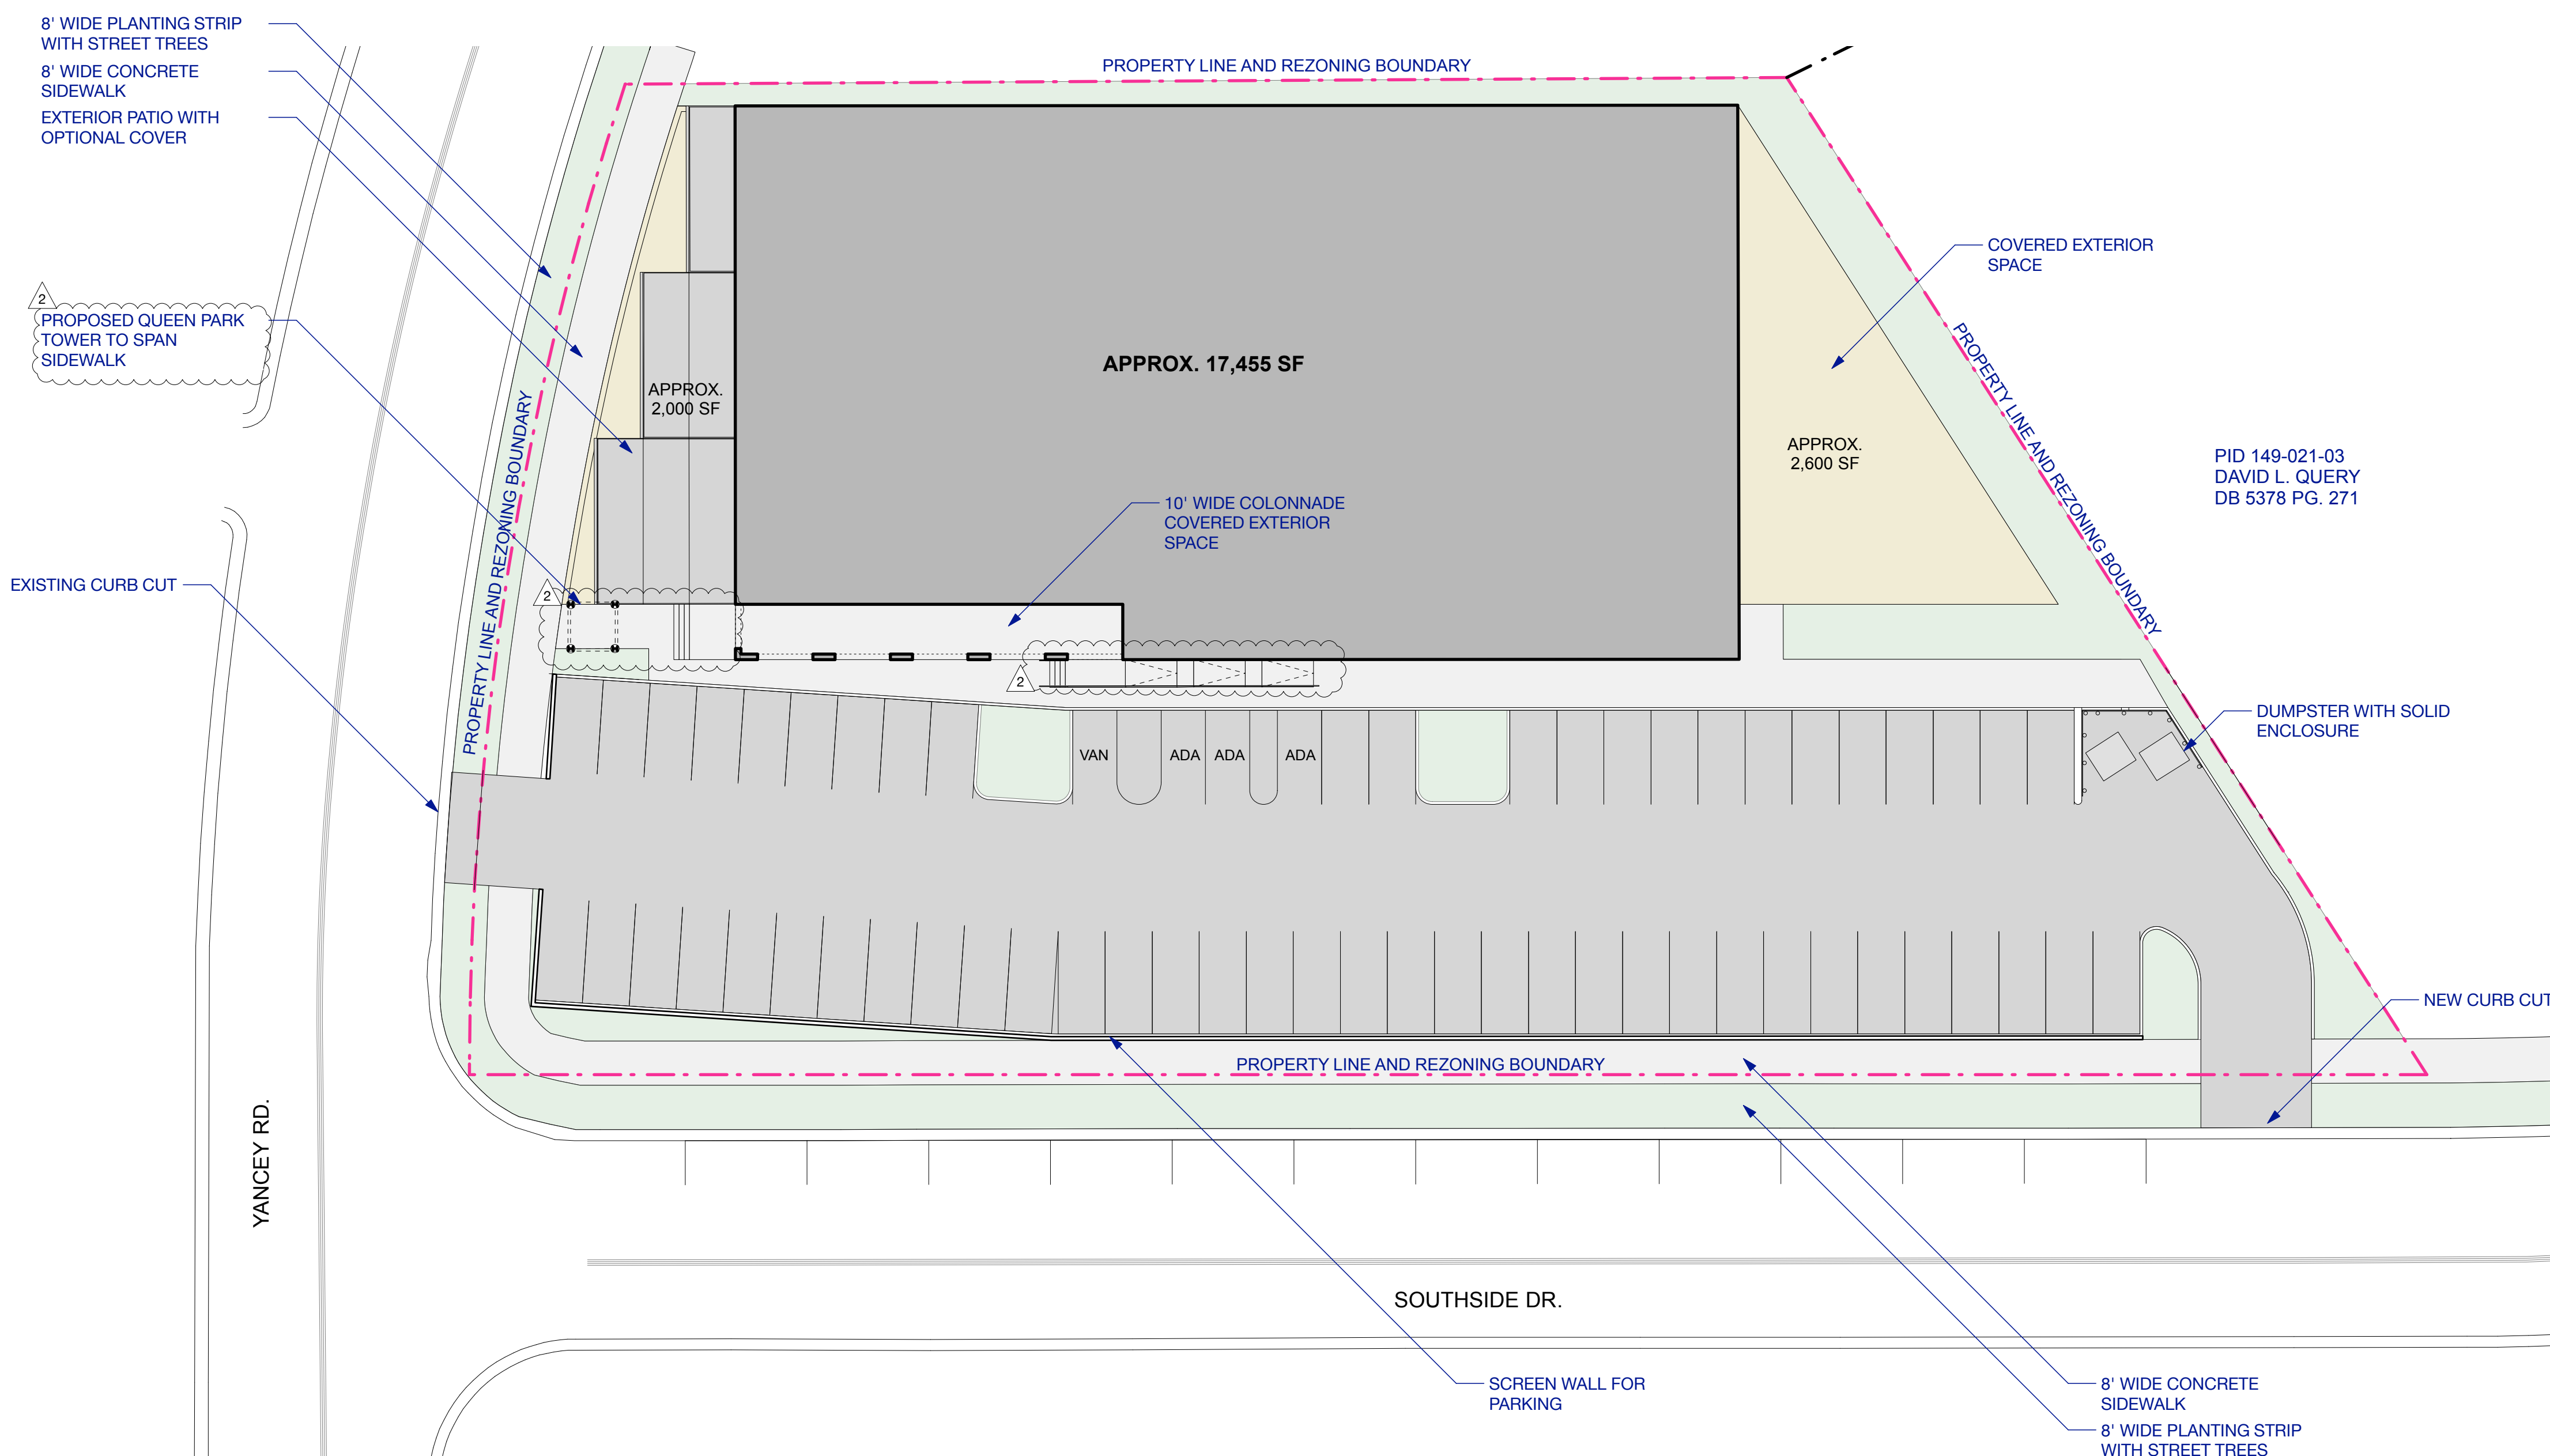 8' WIDE PLANTING STRIP
WITH STREET TREES
8' WIDE CONCRETE
SIDEWALK
EXTERIOR PATIO WITH
OPTIONAL COVER
PROPERTY LINE AND REZONING BOUNDARY
COVERED EXTERIOR
SPACE
2
PROPOSED QUEEN PARK
TOWER TO SPAN
SIDEWALK
APPROX. 17,455 SF
APPROX.
2,000 SF
PROPERTY LINE AND REZONING BOUNDARY
PROPERTY LINE AND REZONING BOUNDARY
APPROX.
2,600 SF
PID 149-021-03
DAVID L. QUERY
DB 5378 PG. 271
10' WIDE COLONNADE
COVERED EXTERIOR
SPACE
EXISTING CURB CUT
2
2
DUMPSTER WITH SOLID
ENCLOSURE
VAN
ADA
ADA
ADA
NEW CURB CUT
PROPERTY LINE AND REZONING BOUNDARY
YANCEY RD.
SOUTHSIDE DR.
SCREEN WALL FOR
PARKING
8' WIDE CONCRETE
SIDEWALK
8' WIDE PLANTING STRIP
WITH STREET TREES